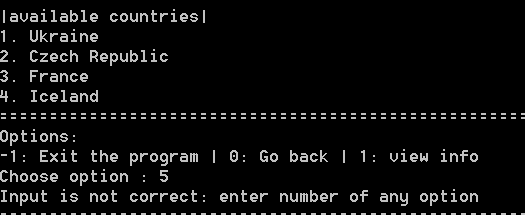 |available countries|
1. Ukraine
2. Czech Republic
3. France
4. Iceland
----------------------------------------------------------
Options:
-1: Exit the program | 0: Go back | 1: view info
Choose option : 5
Input is not correct: enter number of any option
----------------------------------------------------------